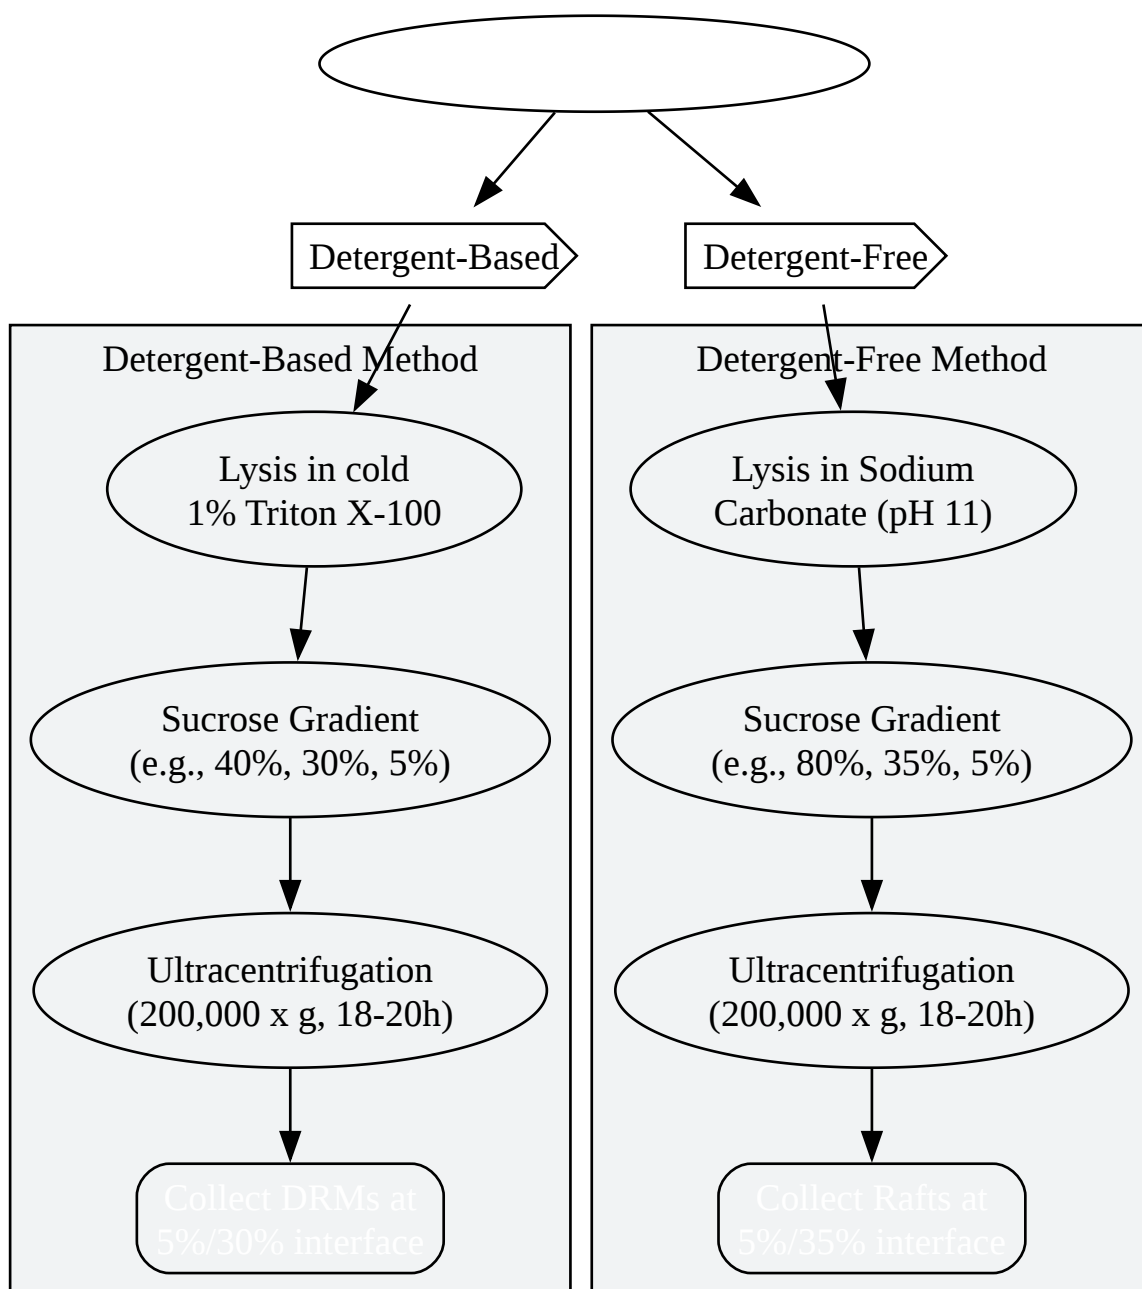 Detergent-Based
Detergent-Free
Detergent-Based Method
Lysis in cold
1% Triton X-100
Sucrose Gradient
(e.g., 40%, 30%, 5%)
Ultracentrifugation
(200,000 x g, 18-20h)
Collect DRMs at
5%/30% interface
Detergent-Free Method
Lysis in Sodium
Carbonate (pH 11)
Sucrose Gradient
(e.g., 80%, 35%, 5%)
Ultracentrifugation
(200,000 x g, 18-20h)
Collect Rafts at
5%/35% interface